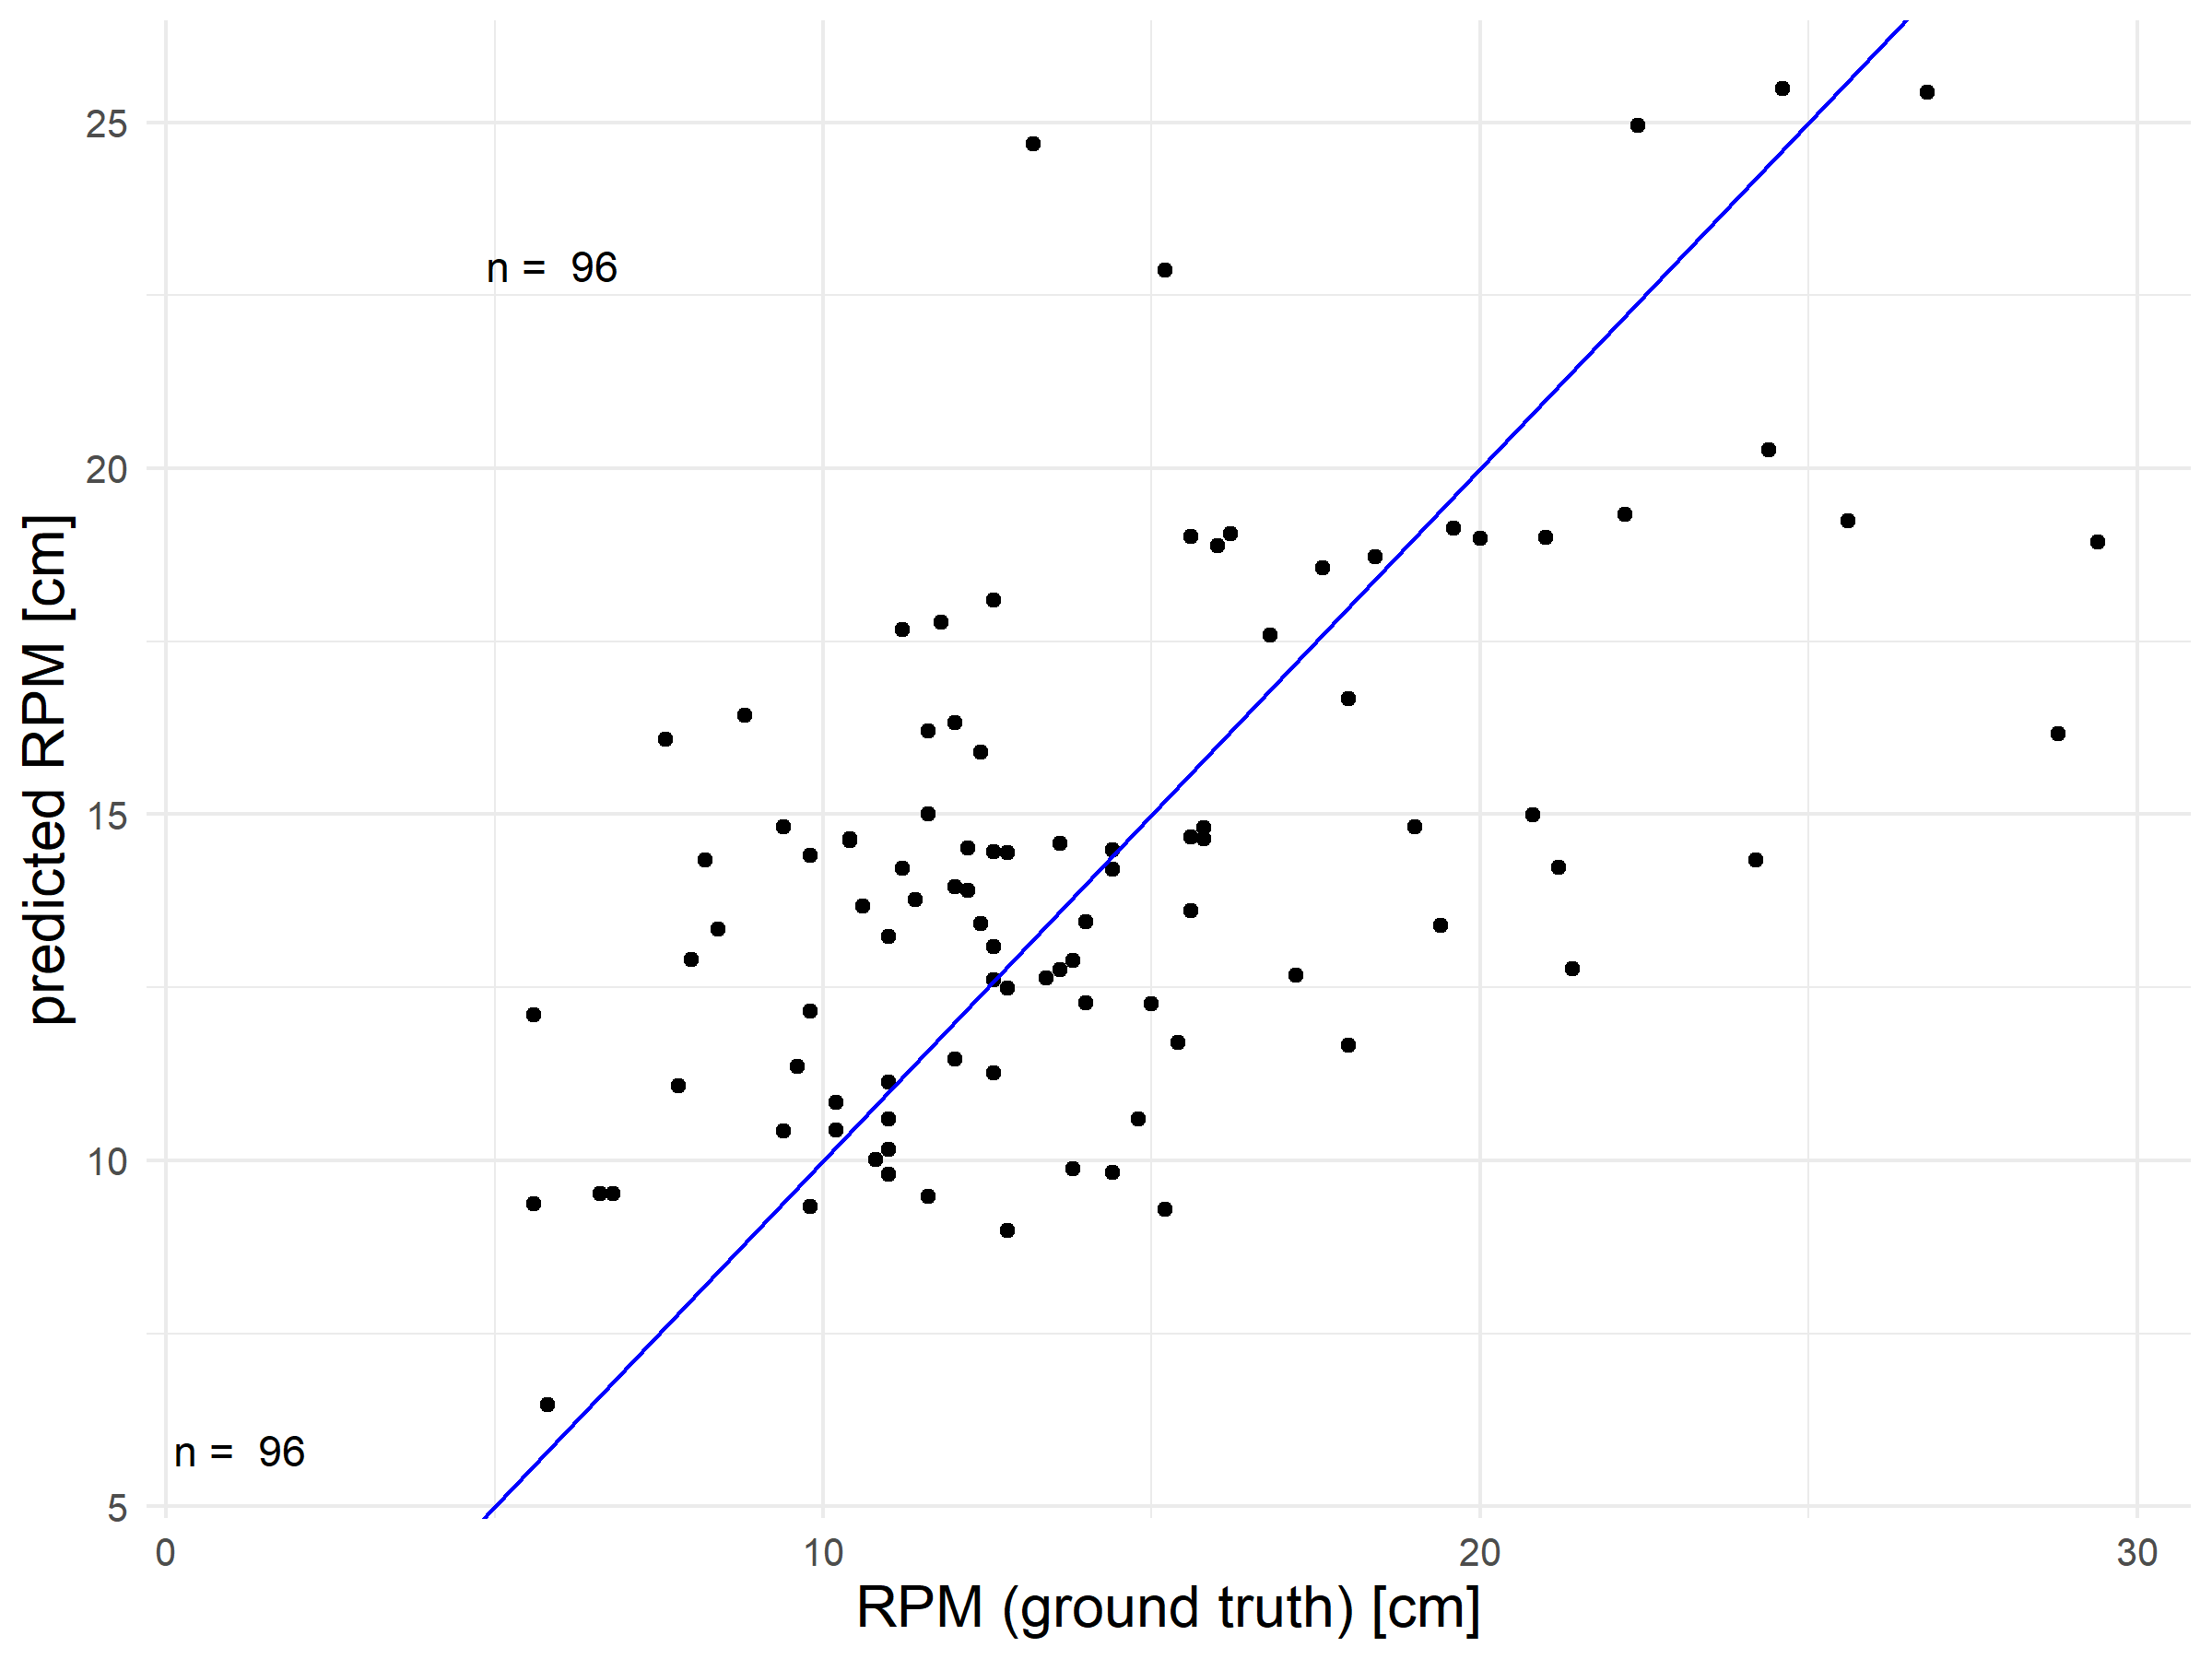 25
n =  96
20
predicted RPM [cm]
15
10
n =  96
5
0 10 20 30
RPM (ground truth) [cm]